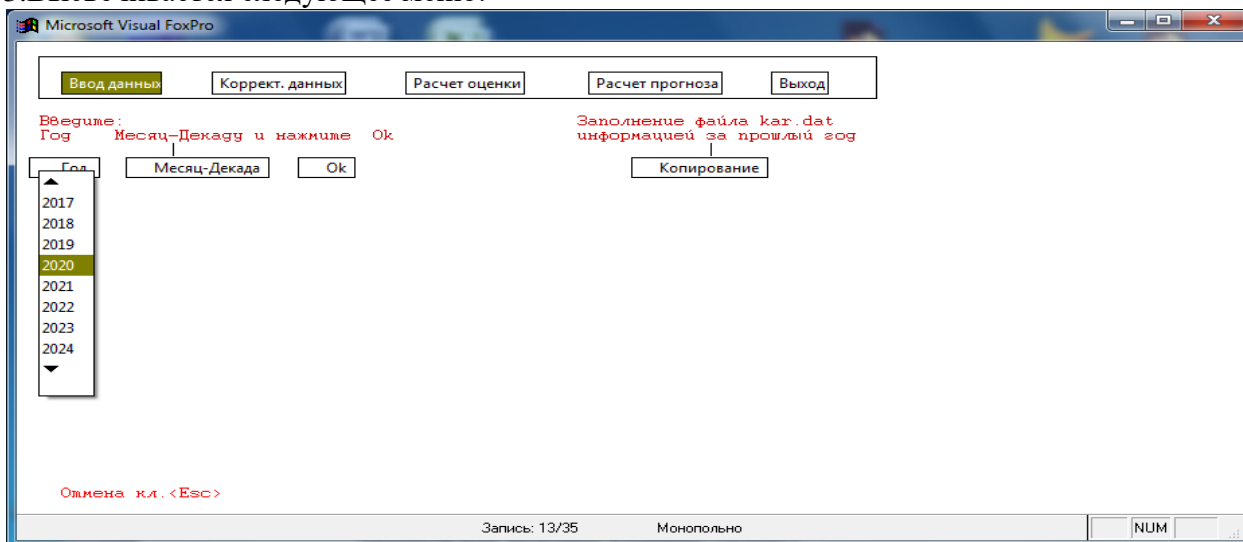 Microsoft Visual FoxPro
Ввод данных Коррект. данных Расчет оценки Расчет прогноза Выход
Введите: Заполнение файла kar.dat
Год Месяц-Декаду и нажмите Ok информацией за прошлый год
Год Месяц-Декада Ok Копирование
2017
2018
2019
2020
2021
2022
2023
2024
Отмена кл.<Esc>
Запись: 13/35 Монопольно NUM